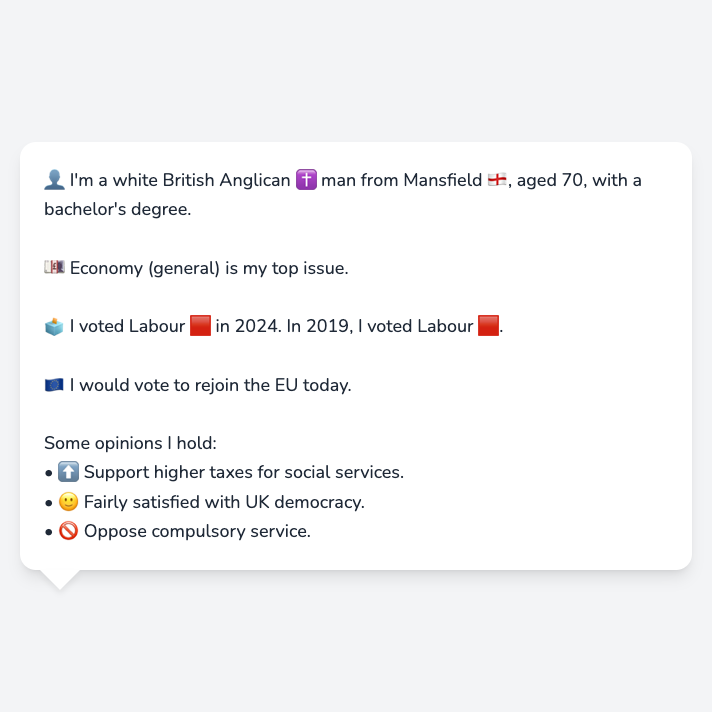 👤 I'm a white British Anglican ✝️ man from Mansfield 🏴󠁧󠁢󠁥󠁮󠁧󠁿, aged 70, with a
bachelor's degree.
💷 Economy (general) is my top issue.
🗳️ I voted Labour 🟥 in 2024. In 2019, I voted Labour 🟥.
🇪🇺 I would vote to rejoin the EU today.
Some opinions I hold:
• ⬆️ Support higher taxes for social services.
• 🙂 Fairly satisfied with UK democracy.
• 🚫 Oppose compulsory service.